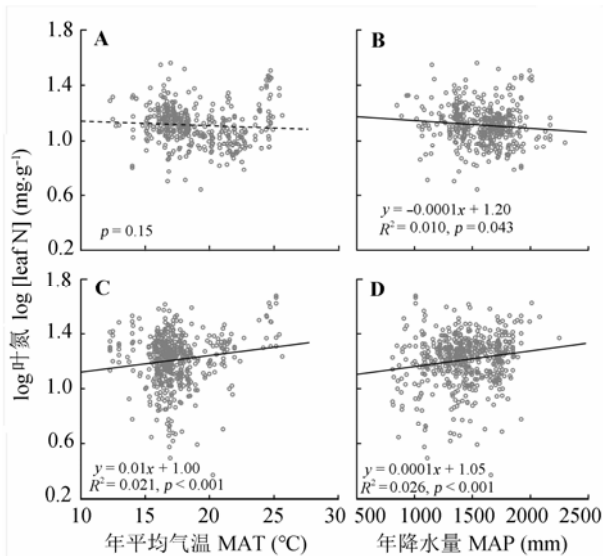 A
B
log叶氮 log [leaf N] (mg·g⁻¹)
1.8
1.4
1.0
0.6
0.2
p = 0.15
y = –0.0001x + 1.20
R² = 0.010, p = 0.043
C
D
1.8
1.4
1.0
0.6
0.2
y = 0.01x + 1.00
R² = 0.021, p < 0.001
y = 0.0001x + 1.05
R² = 0.026, p < 0.001
10 15 20 25 30
500 1000 1500 2000 2500
年平均气温 MAT (°C)
年降水量 MAP (mm)